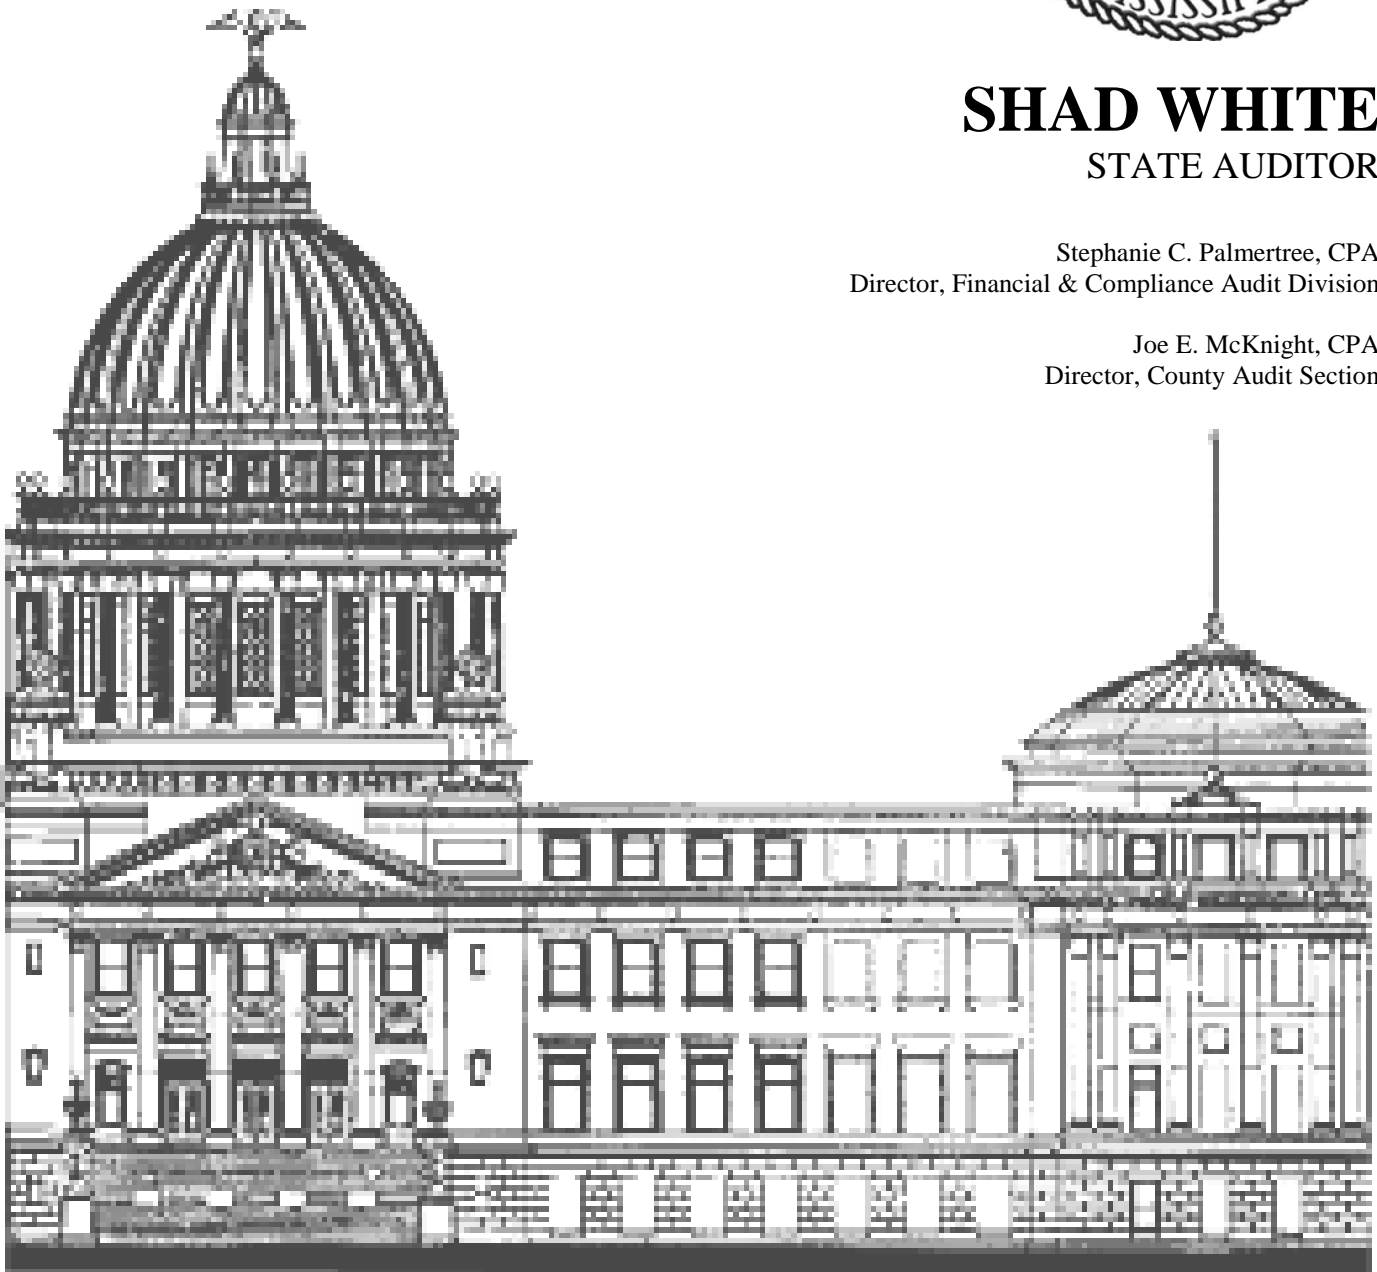 SHAD WHITE
STATE AUDITOR
Stephanie C. Palmertree, CPA
Director, Financial & Compliance Audit Division
Joe E. McKnight, CPA
Director, County Audit Section